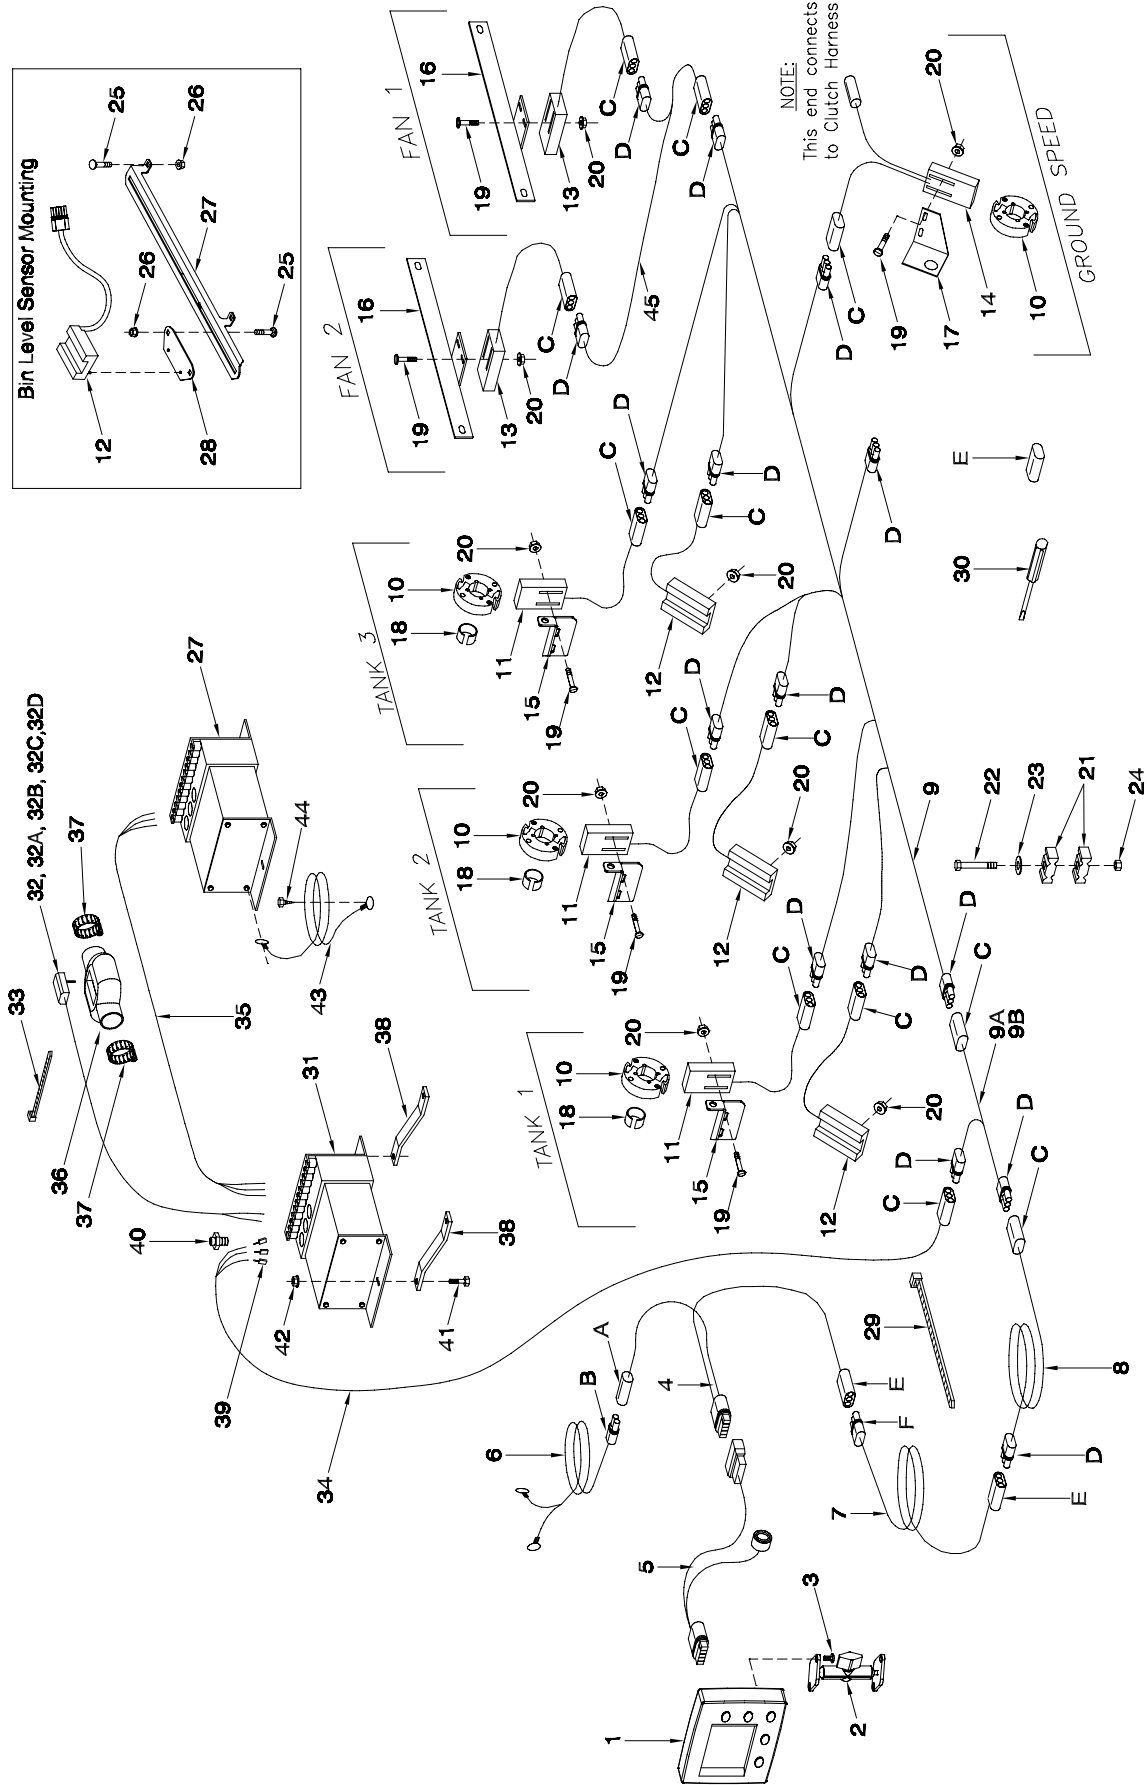 Bin Level Sensor Mounting
12
28
26
27
25
26
25
FAN 1
16
19
13
20
C
D
C
D
45
FAN 2
16
19
13
20
C
D
NOTE:
This end connects
to Clutch Harness
20
GROUND SPEED
14
10
17
19
C
D
TANK 3
10
18
20
11
15
19
C
D
C
D
12
20
D
E
30
TANK 2
10
18
20
11
15
19
C
D
C
D
12
20
TANK 1
10
18
20
11
15
19
C
D
C
D
12
20
9
22
23
21
24
D
C
9A
9B
D
C
D
C
27
32, 32A, 32B, 32C, 32D
37
33
36
37
35
44
43
38
31
38
40
39
42
41
34
29
8
A
B
6
4
E
F
7
D
E
5
3
2
1